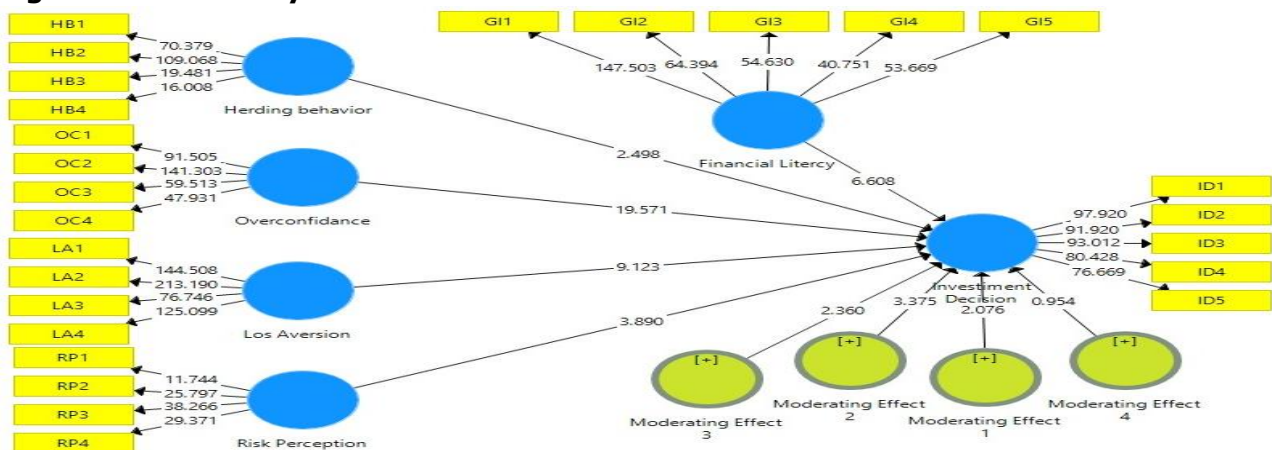 HB1
HB2
HB3
HB4
70.379
109.068
19.481
16.008
Herding behavior
OC1
OC2
OC3
OC4
91.505
141.303
59.513
47.931
Overconfidance
LA1
LA2
LA3
LA4
144.508
213.190
76.746
125.099
Los Aversion
RP1
RP2
RP3
RP4
11.744
25.797
38.266
29.371
Risk Perception
GI1
GI2
GI3
GI4
GI5
147.503
64.394
54.630
40.751
53.669
Financial Litercy
2.498
6.608
19.571
9.123
3.890
ID1
ID2
ID3
ID4
ID5
97.920
91.920
93.012
80.428
76.669
Investiment
Decision
2.360
3.375
2.076
0.954
[+]
Moderating Effect
3
[+]
Moderating Effect
2
[+]
Moderating Effect
1
[+]
Moderating Effect
4